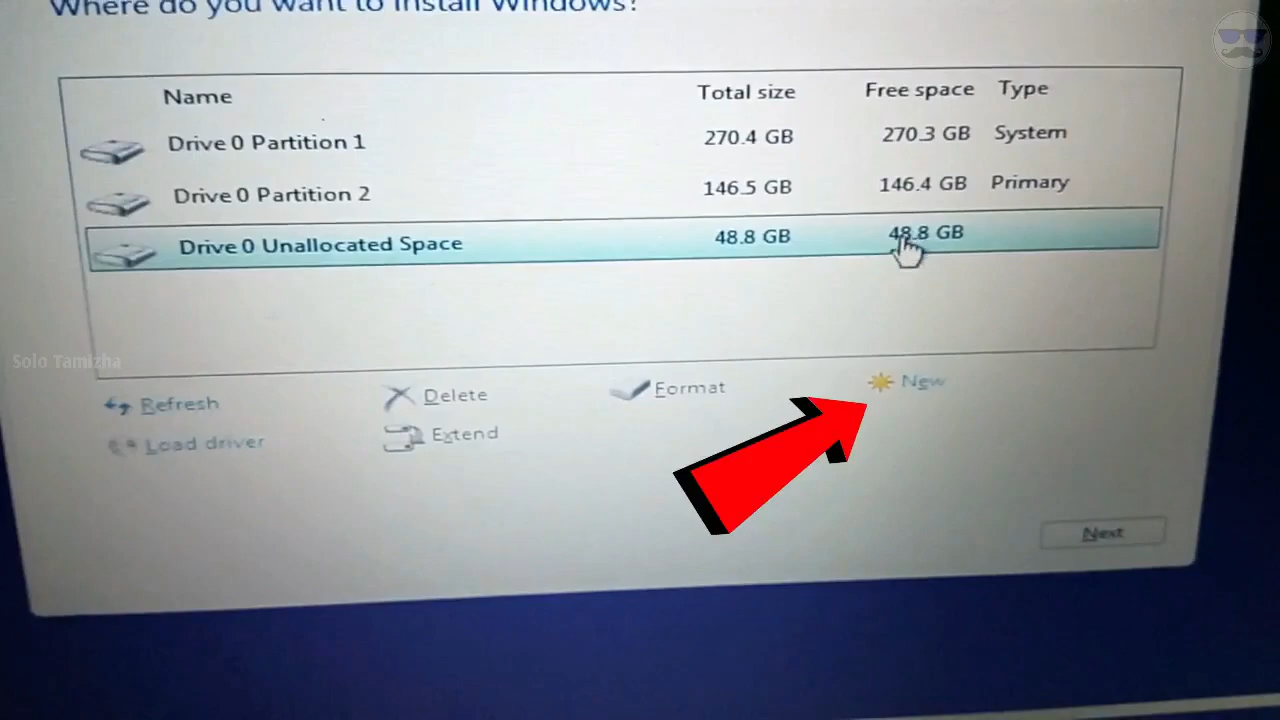 Where do you want to install Windows?
Name Total size Free space Type
Drive 0 Partition 1 270.4 GB 270.3 GB System
Drive 0 Partition 2 146.5 GB 146.4 GB Primary
Drive 0 Unallocated Space 48.8 GB 48.8 GB
Solo Tamizha
Refresh Delete Format New
Load driver Extend
Next